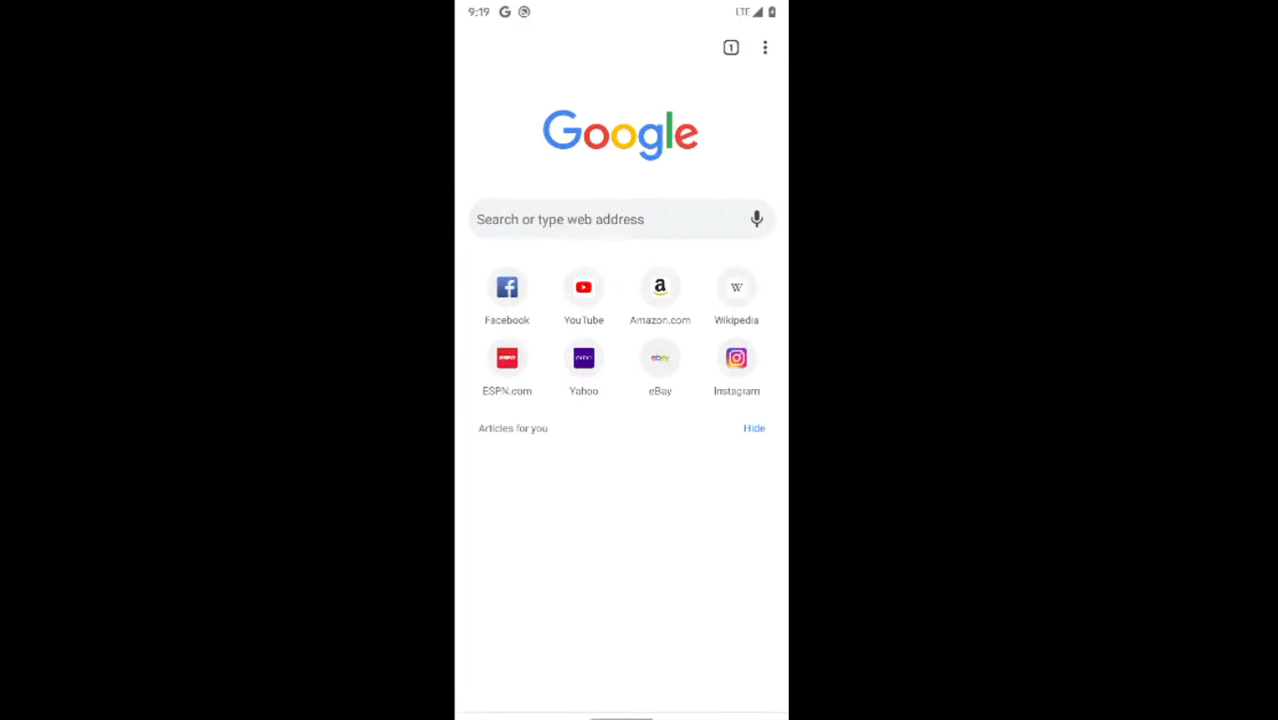 9:19 G LTE
1
Google
Search or type web address
Facebook YouTube Amazon.com Wikipedia
ESPN.com Yahoo eBay Instagram
Articles for you Hide